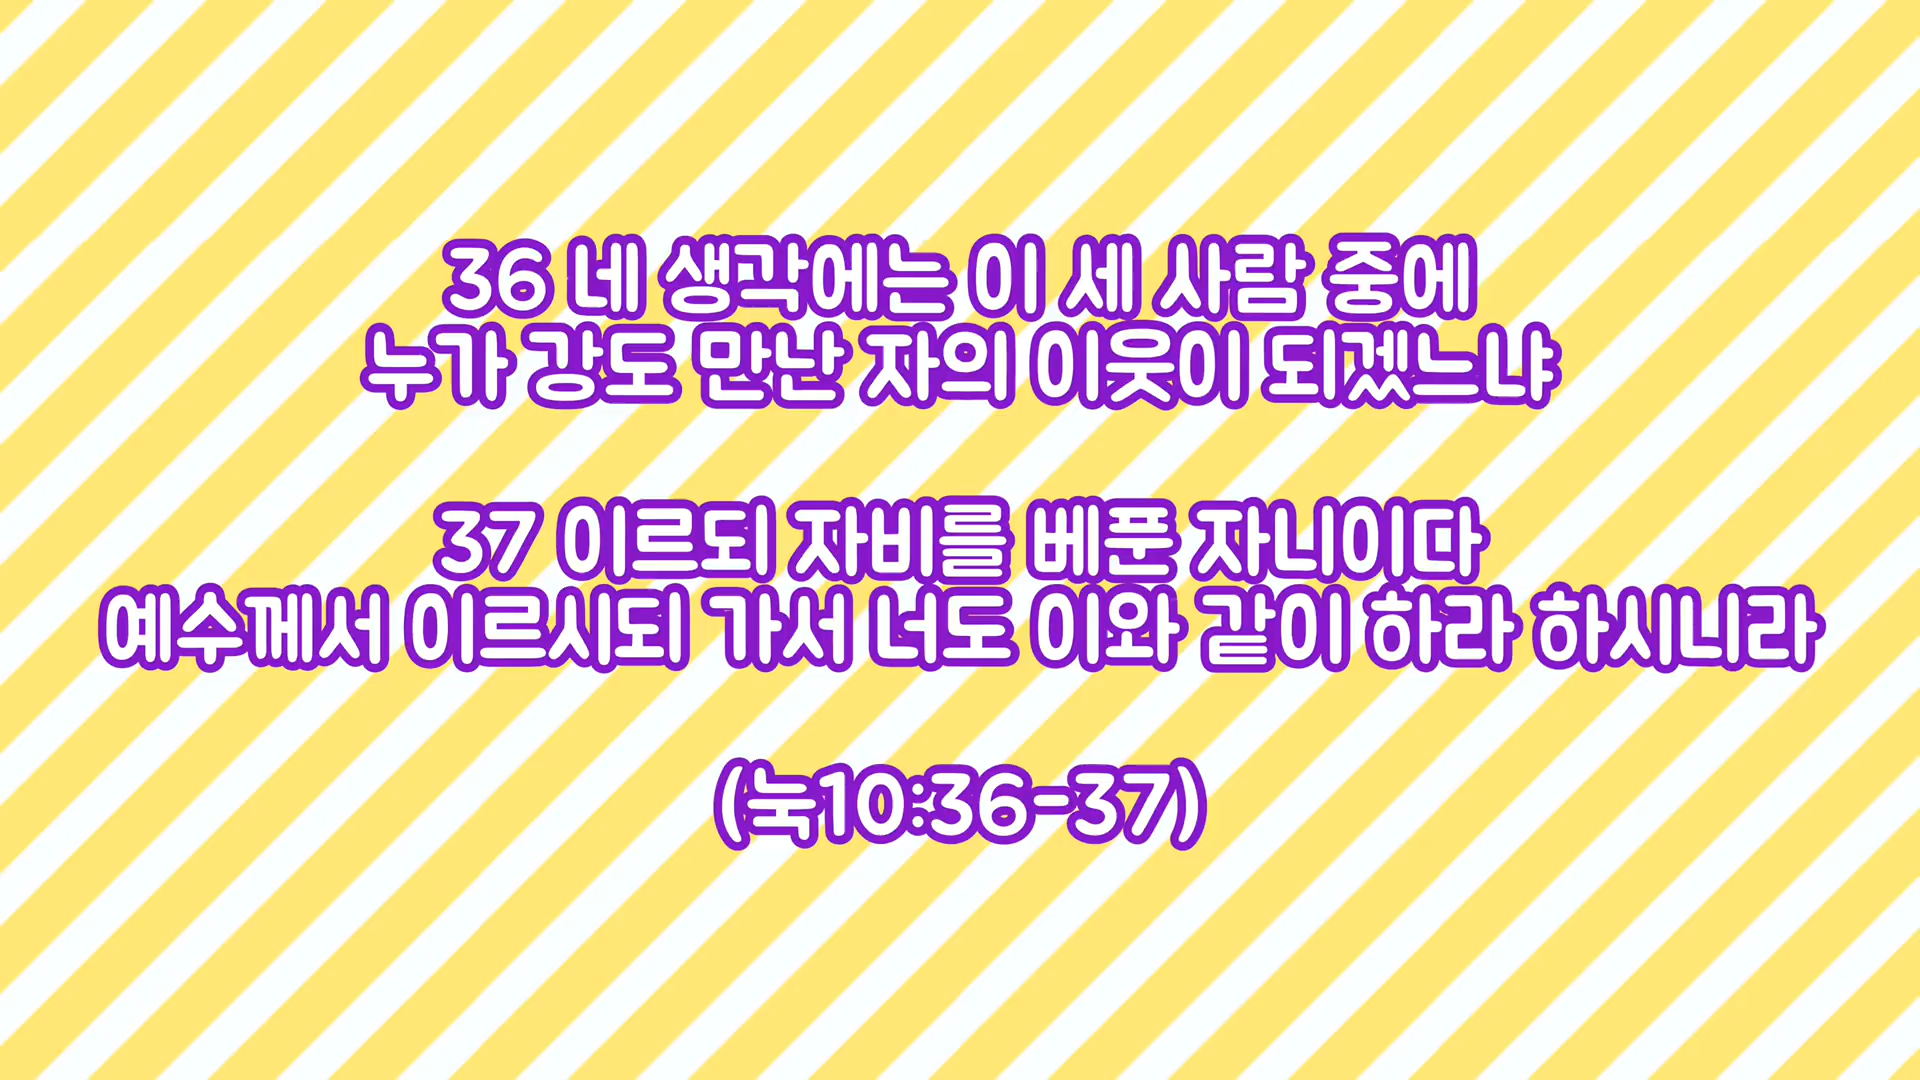 36 네 생각에는 이 세 사람 중에
누가 강도 만난 자의 이웃이 되겠느냐
37 이르되 자비를 베푼 자니이다
예수께서 이르시되 가서 너도 이와 같이 하라 하시니라
(눅10:36-37)